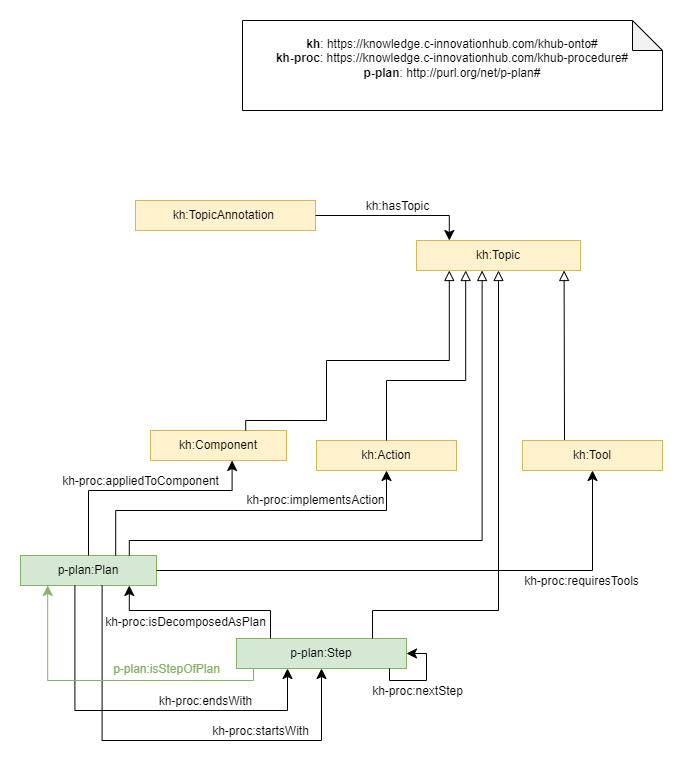 kh: https://knowledge.c-innovationhub.com/khub-onto#
kh-proc: https://knowledge.c-innovationhub.com/khub-procedure#
p-plan: http://purl.org/net/p-plan#
kh:TopicAnnotation
kh:hasTopic
kh:Topic
kh:Component
kh:Action
kh:Tool
kh-proc:appliedToComponent
kh-proc:implementsAction
p-plan:Plan
kh-proc:requiresTools
kh-proc:isDecomposedAsPlan
p-plan:Step
p-plan:isStepOfPlan
kh-proc:nextStep
kh-proc:endsWith
kh-proc:startsWith